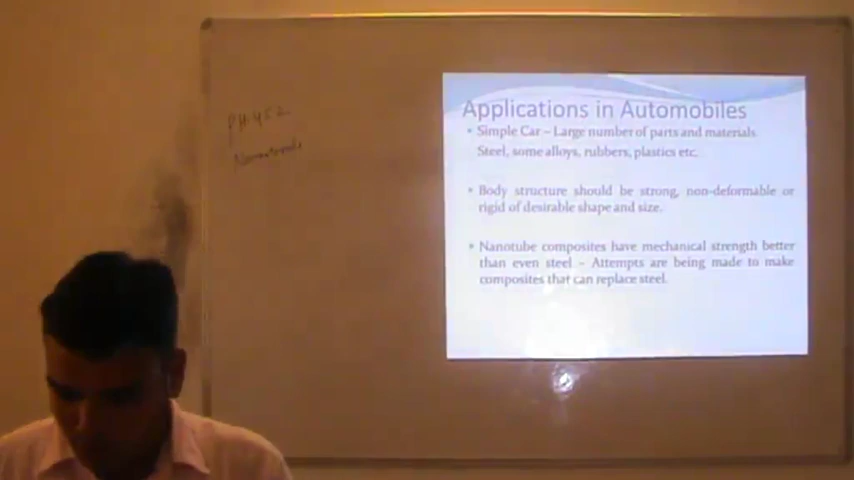 PH-452
Applications in Automobiles
• Simple Car – Large number of parts and materials.
Steel, some alloys, rubbers, plastics etc.
• Body structure should be strong, non-deformable or
rigid of desirable shape and size.
• Nanotube composites have mechanical strength better
than even steel – Attempts are being made to make
composites that can replace steel.